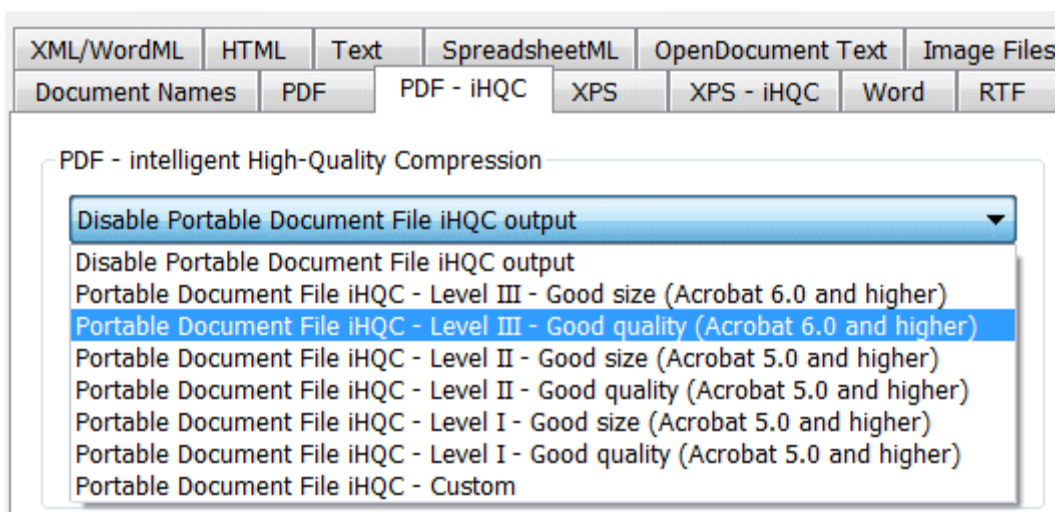 XML/WordML HTML Text SpreadsheetML OpenDocument Text Image Files
Document Names PDF PDF - iHQC XPS XPS - iHQC Word RTF
PDF - intelligent High-Quality Compression
Disable Portable Document File iHQC output
Disable Portable Document File iHQC output
Portable Document File iHQC - Level III - Good size (Acrobat 6.0 and higher)
Portable Document File iHQC - Level III - Good quality (Acrobat 6.0 and higher)
Portable Document File iHQC - Level II - Good size (Acrobat 5.0 and higher)
Portable Document File iHQC - Level II - Good quality (Acrobat 5.0 and higher)
Portable Document File iHQC - Level I - Good size (Acrobat 5.0 and higher)
Portable Document File iHQC - Level I - Good quality (Acrobat 5.0 and higher)
Portable Document File iHQC - Custom